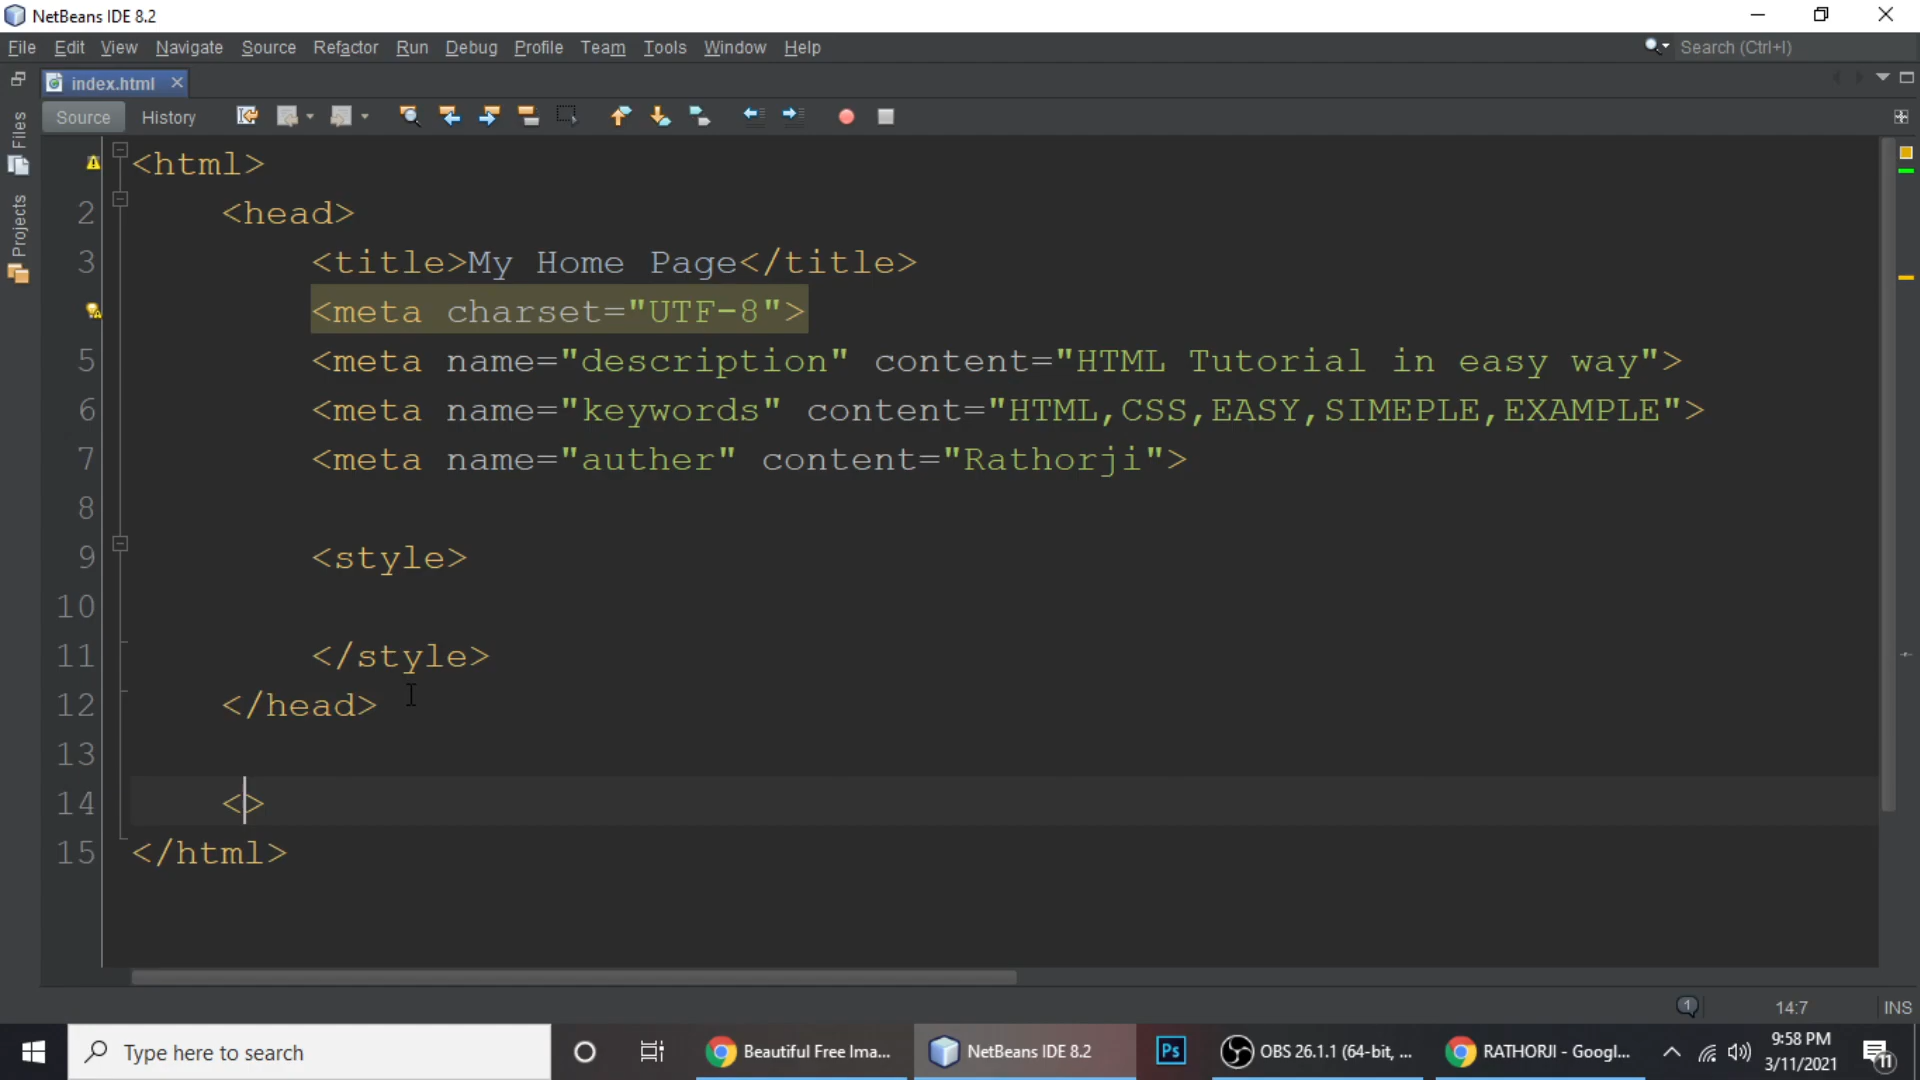 NetBeans IDE 8.2
File Edit View Navigate Source Refactor Run Debug Profile Team Tools Window Help Search (Ctrl+I)
index.html
Source History
Files
Projects
<html>
2 <head>
3 <title>My Home Page</title>
<meta charset="UTF-8">
5 <meta name="description" content="HTML Tutorial in easy way">
6 <meta name="keywords" content="HTML,CSS,EASY,SIMEPLE,EXAMPLE">
7 <meta name="auther" content="Rathorji">
8
9 <style>
10
11 </style>
12 </head>
13
14 <>
15 </html>
1 14:7 INS
Type here to search
Beautiful Free Ima...
NetBeans IDE 8.2
Ps
OBS 26.1.1 (64-bit, ...
RATHORJI - Googl...
9:58 PM
3/11/2021
11